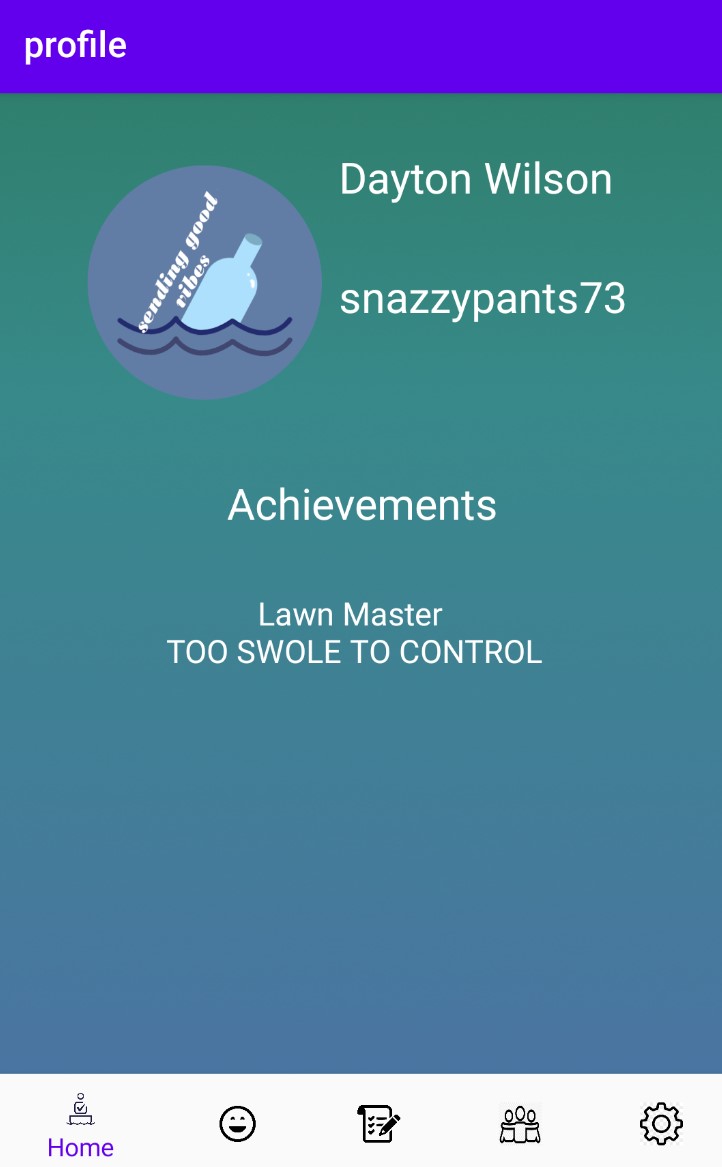 profile
sending good
vibes
Dayton Wilson
snazzypants73
Achievements
Lawn Master
TOO SWOLE TO CONTROL
Home